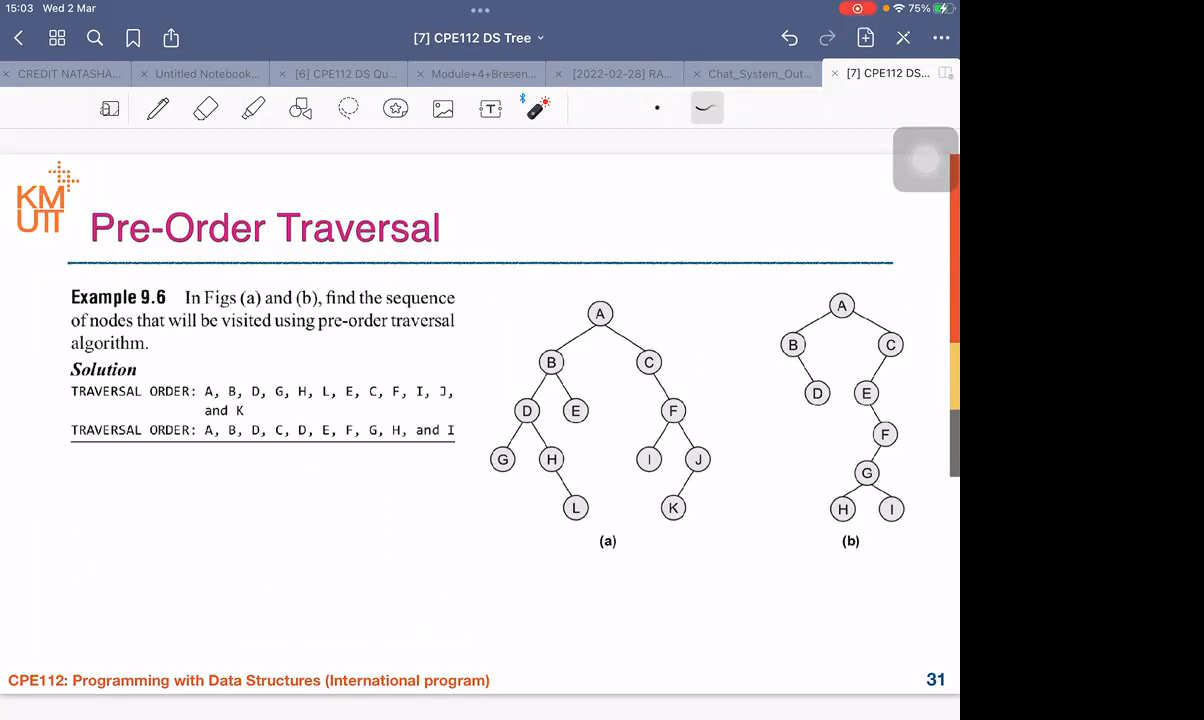 15:03 Wed 2 Mar
75%
[7] CPE112 DS Tree
CREDIT NATASHA...
Untitled Notebook...
[6] CPE112 DS Qu...
Module+4+Bresen...
[2022-02-28] RA...
Chat_System_Out...
[7] CPE112 DS...
KM
UTT
Pre-Order Traversal
Example 9.6 In Figs (a) and (b), find the sequence
of nodes that will be visited using pre-order traversal
algorithm.
Solution
TRAVERSAL ORDER: A, B, D, G, H, L, E, C, F, I, J,
and K
TRAVERSAL ORDER: A, B, D, C, D, E, F, G, H, and I
A
B C
D E F
G H I J
L K
(a)
A
B C
D E
F
G
H I
(b)
CPE112: Programming with Data Structures (International program)
31